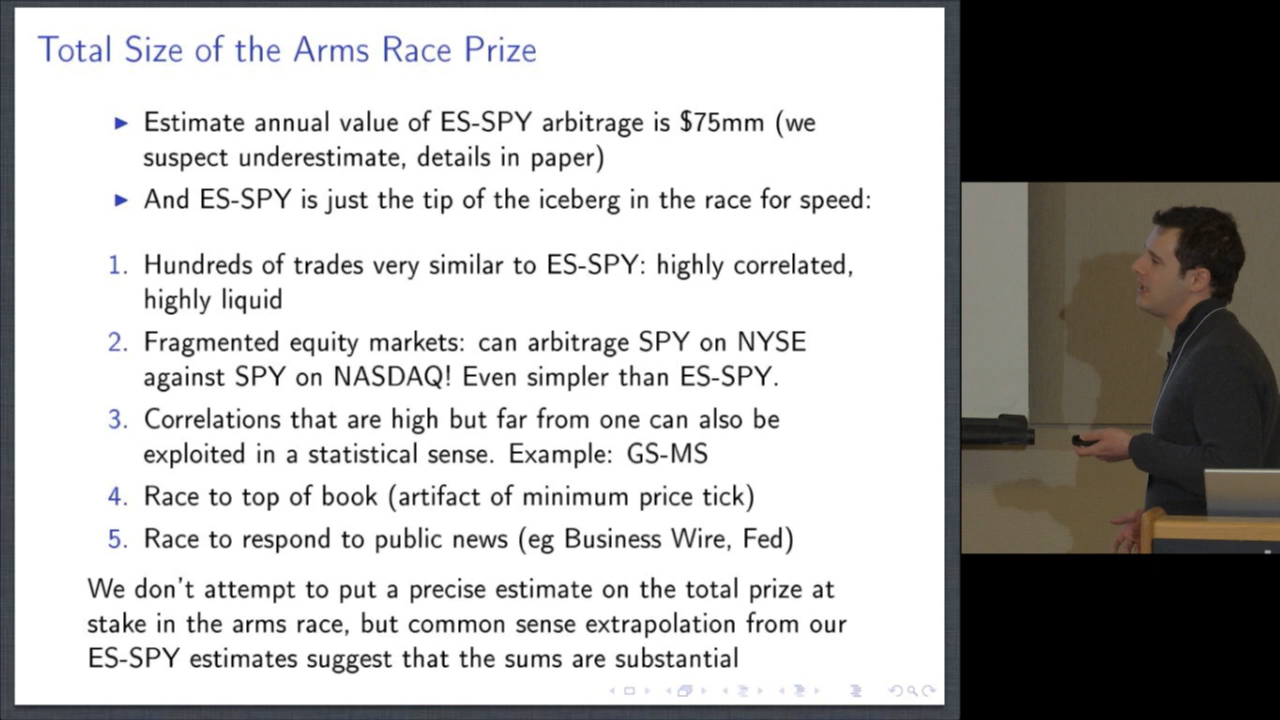 Total Size of the Arms Race Prize
► Estimate annual value of ES-SPY arbitrage is $75mm (we
suspect underestimate, details in paper)
► And ES-SPY is just the tip of the iceberg in the race for speed:
1. Hundreds of trades very similar to ES-SPY: highly correlated,
highly liquid
2. Fragmented equity markets: can arbitrage SPY on NYSE
against SPY on NASDAQ! Even simpler than ES-SPY.
3. Correlations that are high but far from one can also be
exploited in a statistical sense. Example: GS-MS
4. Race to top of book (artifact of minimum price tick)
5. Race to respond to public news (eg Business Wire, Fed)
We don't attempt to put a precise estimate on the total prize at
stake in the arms race, but common sense extrapolation from our
ES-SPY estimates suggest that the sums are substantial